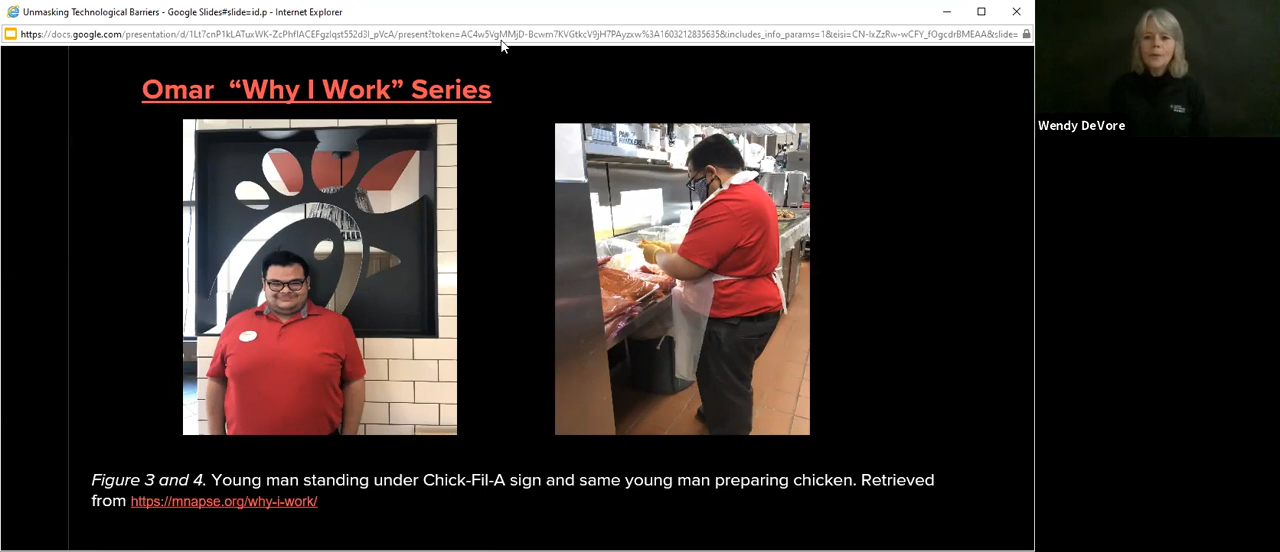 Unmasking Technological Barriers - Google Slides#slide=id.p - Internet Explorer
Omar “Why I Work” Series
Wendy DeVore
Figure 3 and 4. Young man standing under Chick-Fil-A sign and same young man preparing chicken. Retrieved
from https://mnapse.org/why-i-work/